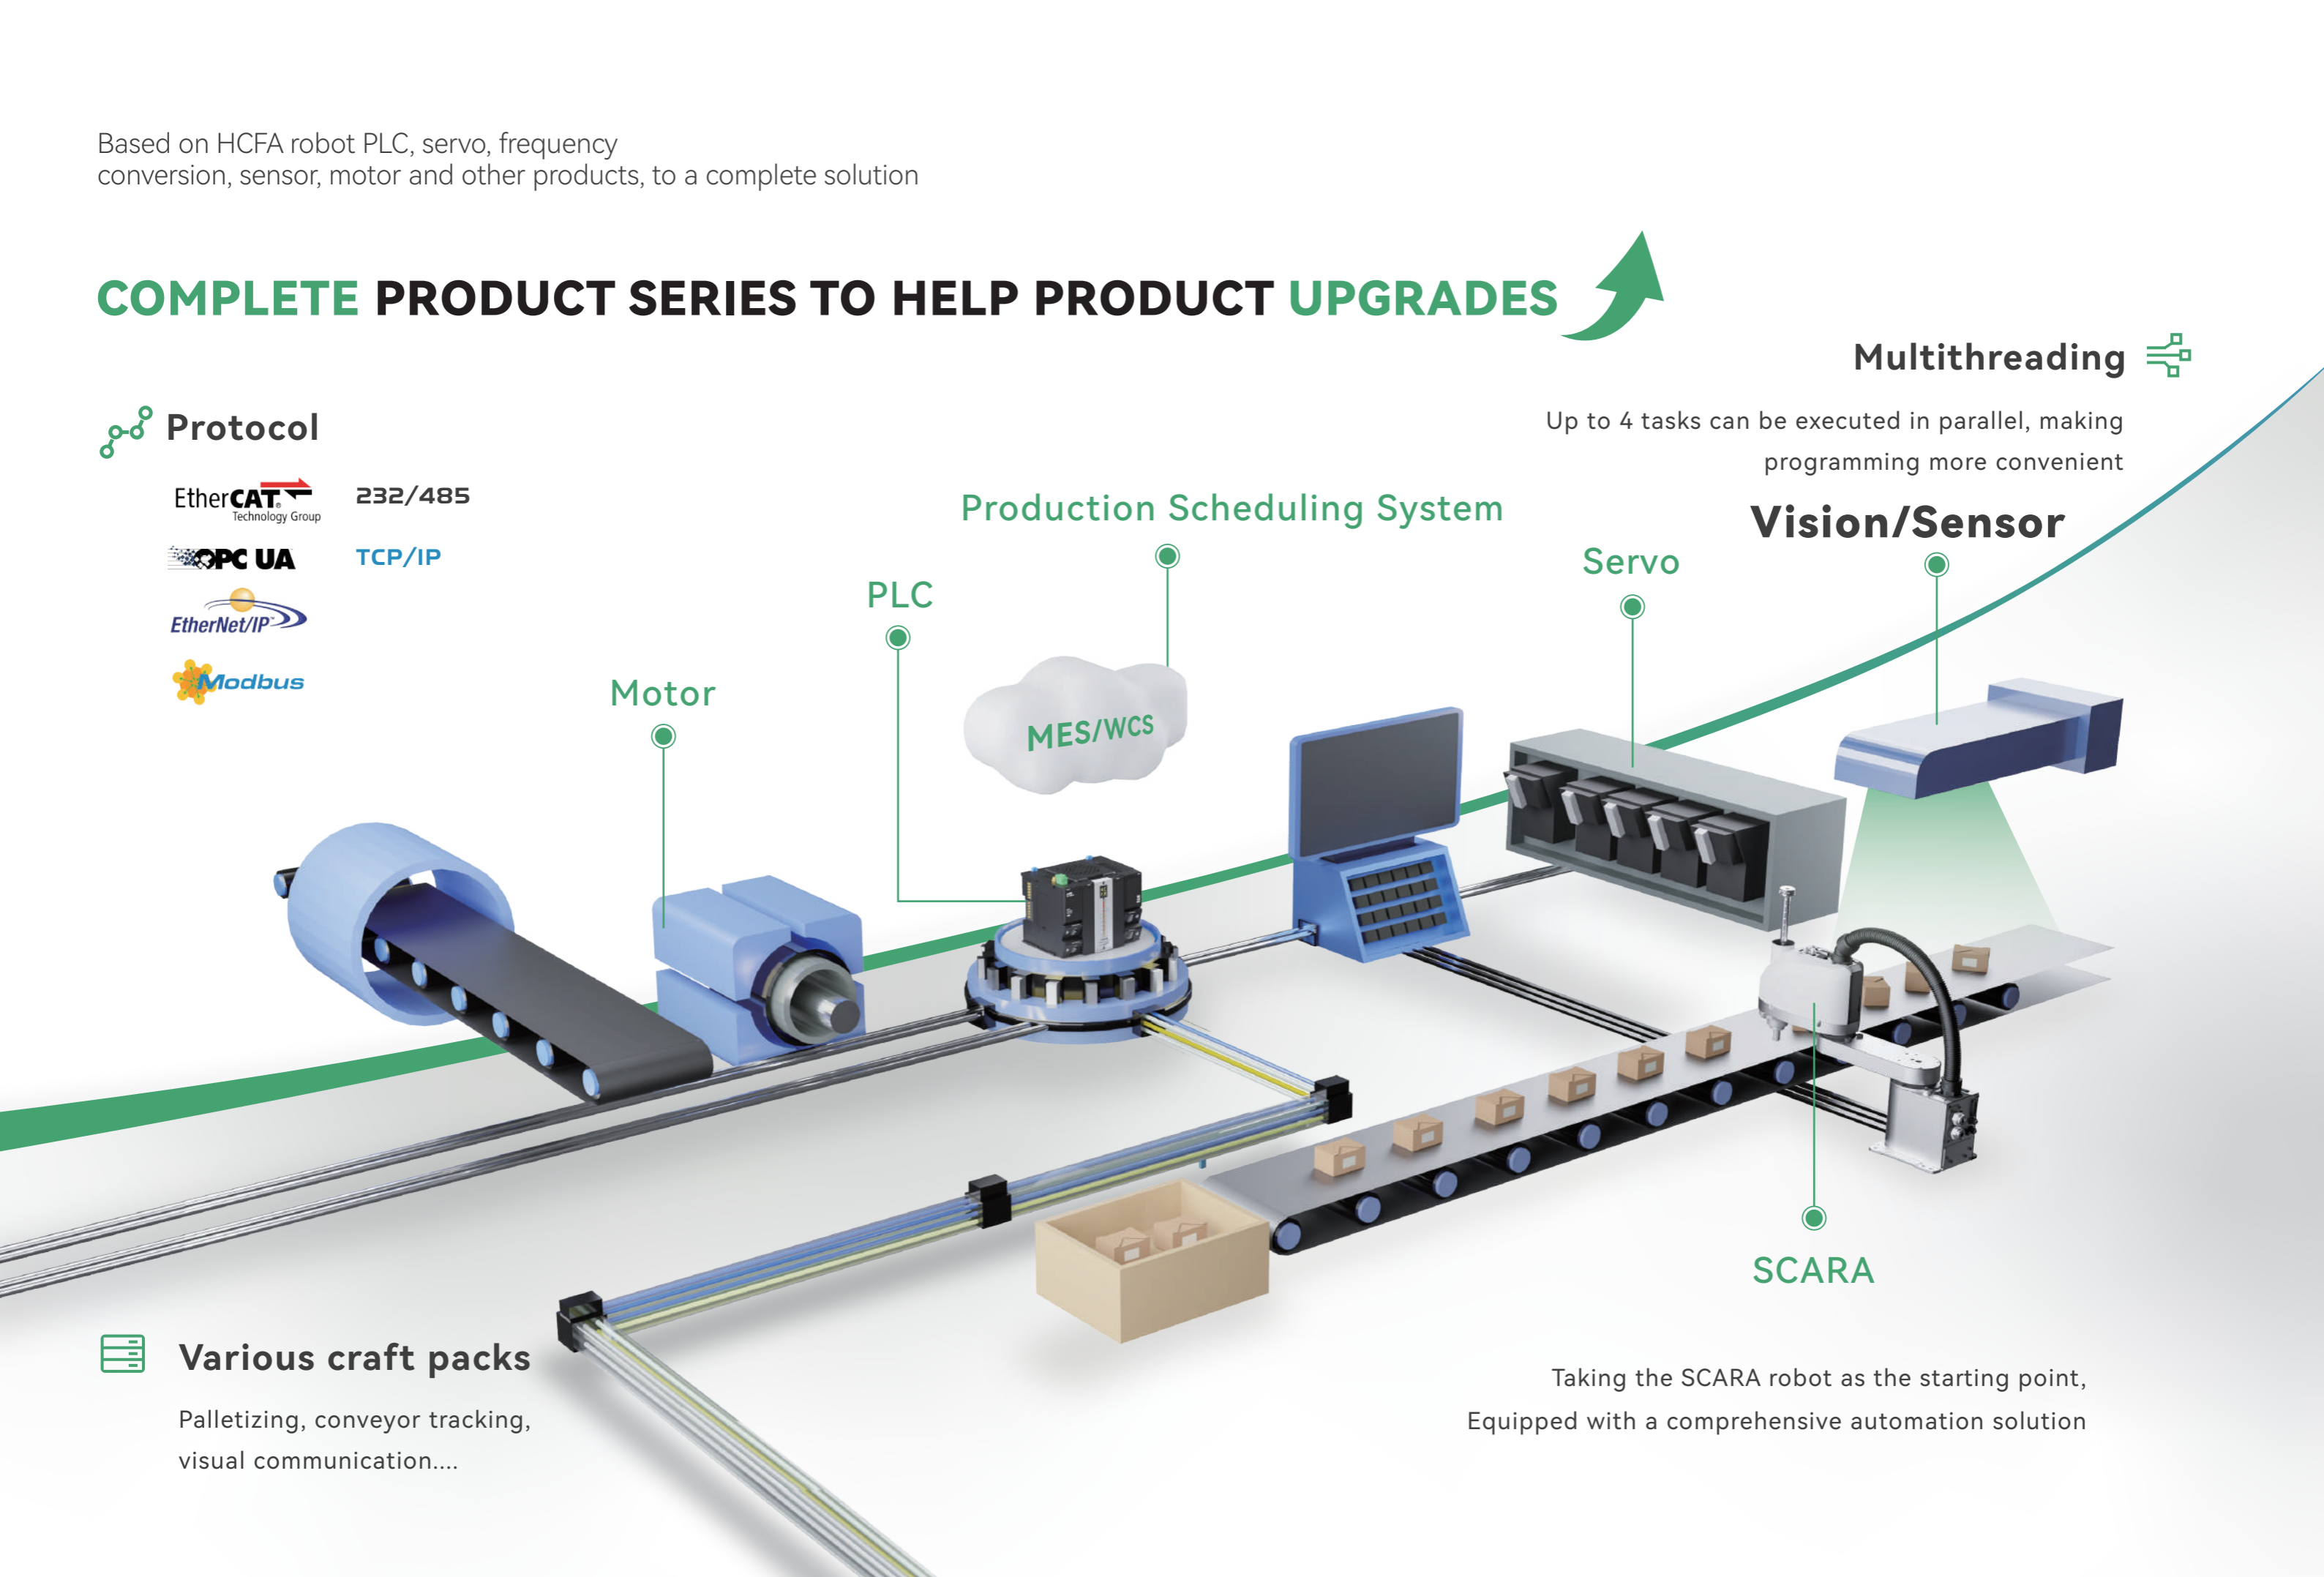 Based on HCFA robot PLC, servo, frequency
conversion, sensor, motor and other products, to a complete solution
COMPLETE PRODUCT SERIES TO HELP PRODUCT UPGRADES
Multithreading
Up to 4 tasks can be executed in parallel, making
programming more convenient
Protocol
EtherCAT®
Technology Group
232/485
OPC UA
TCP/IP
EtherNet/IP™
Modbus
Production Scheduling System
Vision/Sensor
Servo
PLC
Motor
MES/WCS
SCARA
Various craft packs
Palletizing, conveyor tracking,
visual communication....
Taking the SCARA robot as the starting point,
Equipped with a comprehensive automation solution